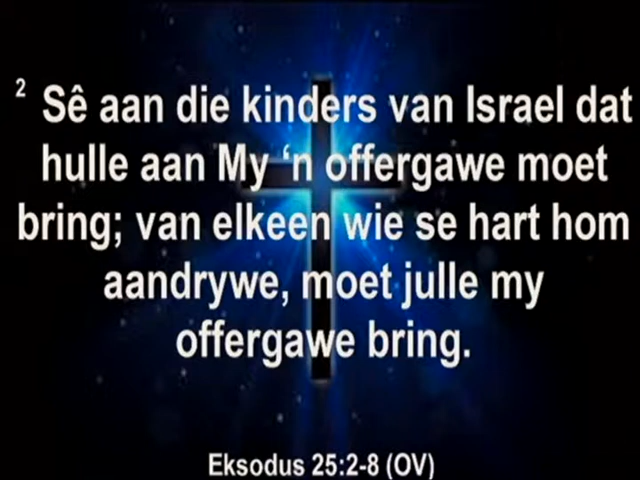 2 Sê aan die kinders van Israel dat
hulle aan My ‘n offergawe moet
bring; van elkeen wie se hart hom
aandrywe, moet julle my
offergawe bring.
Eksodus 25:2-8 (OV)